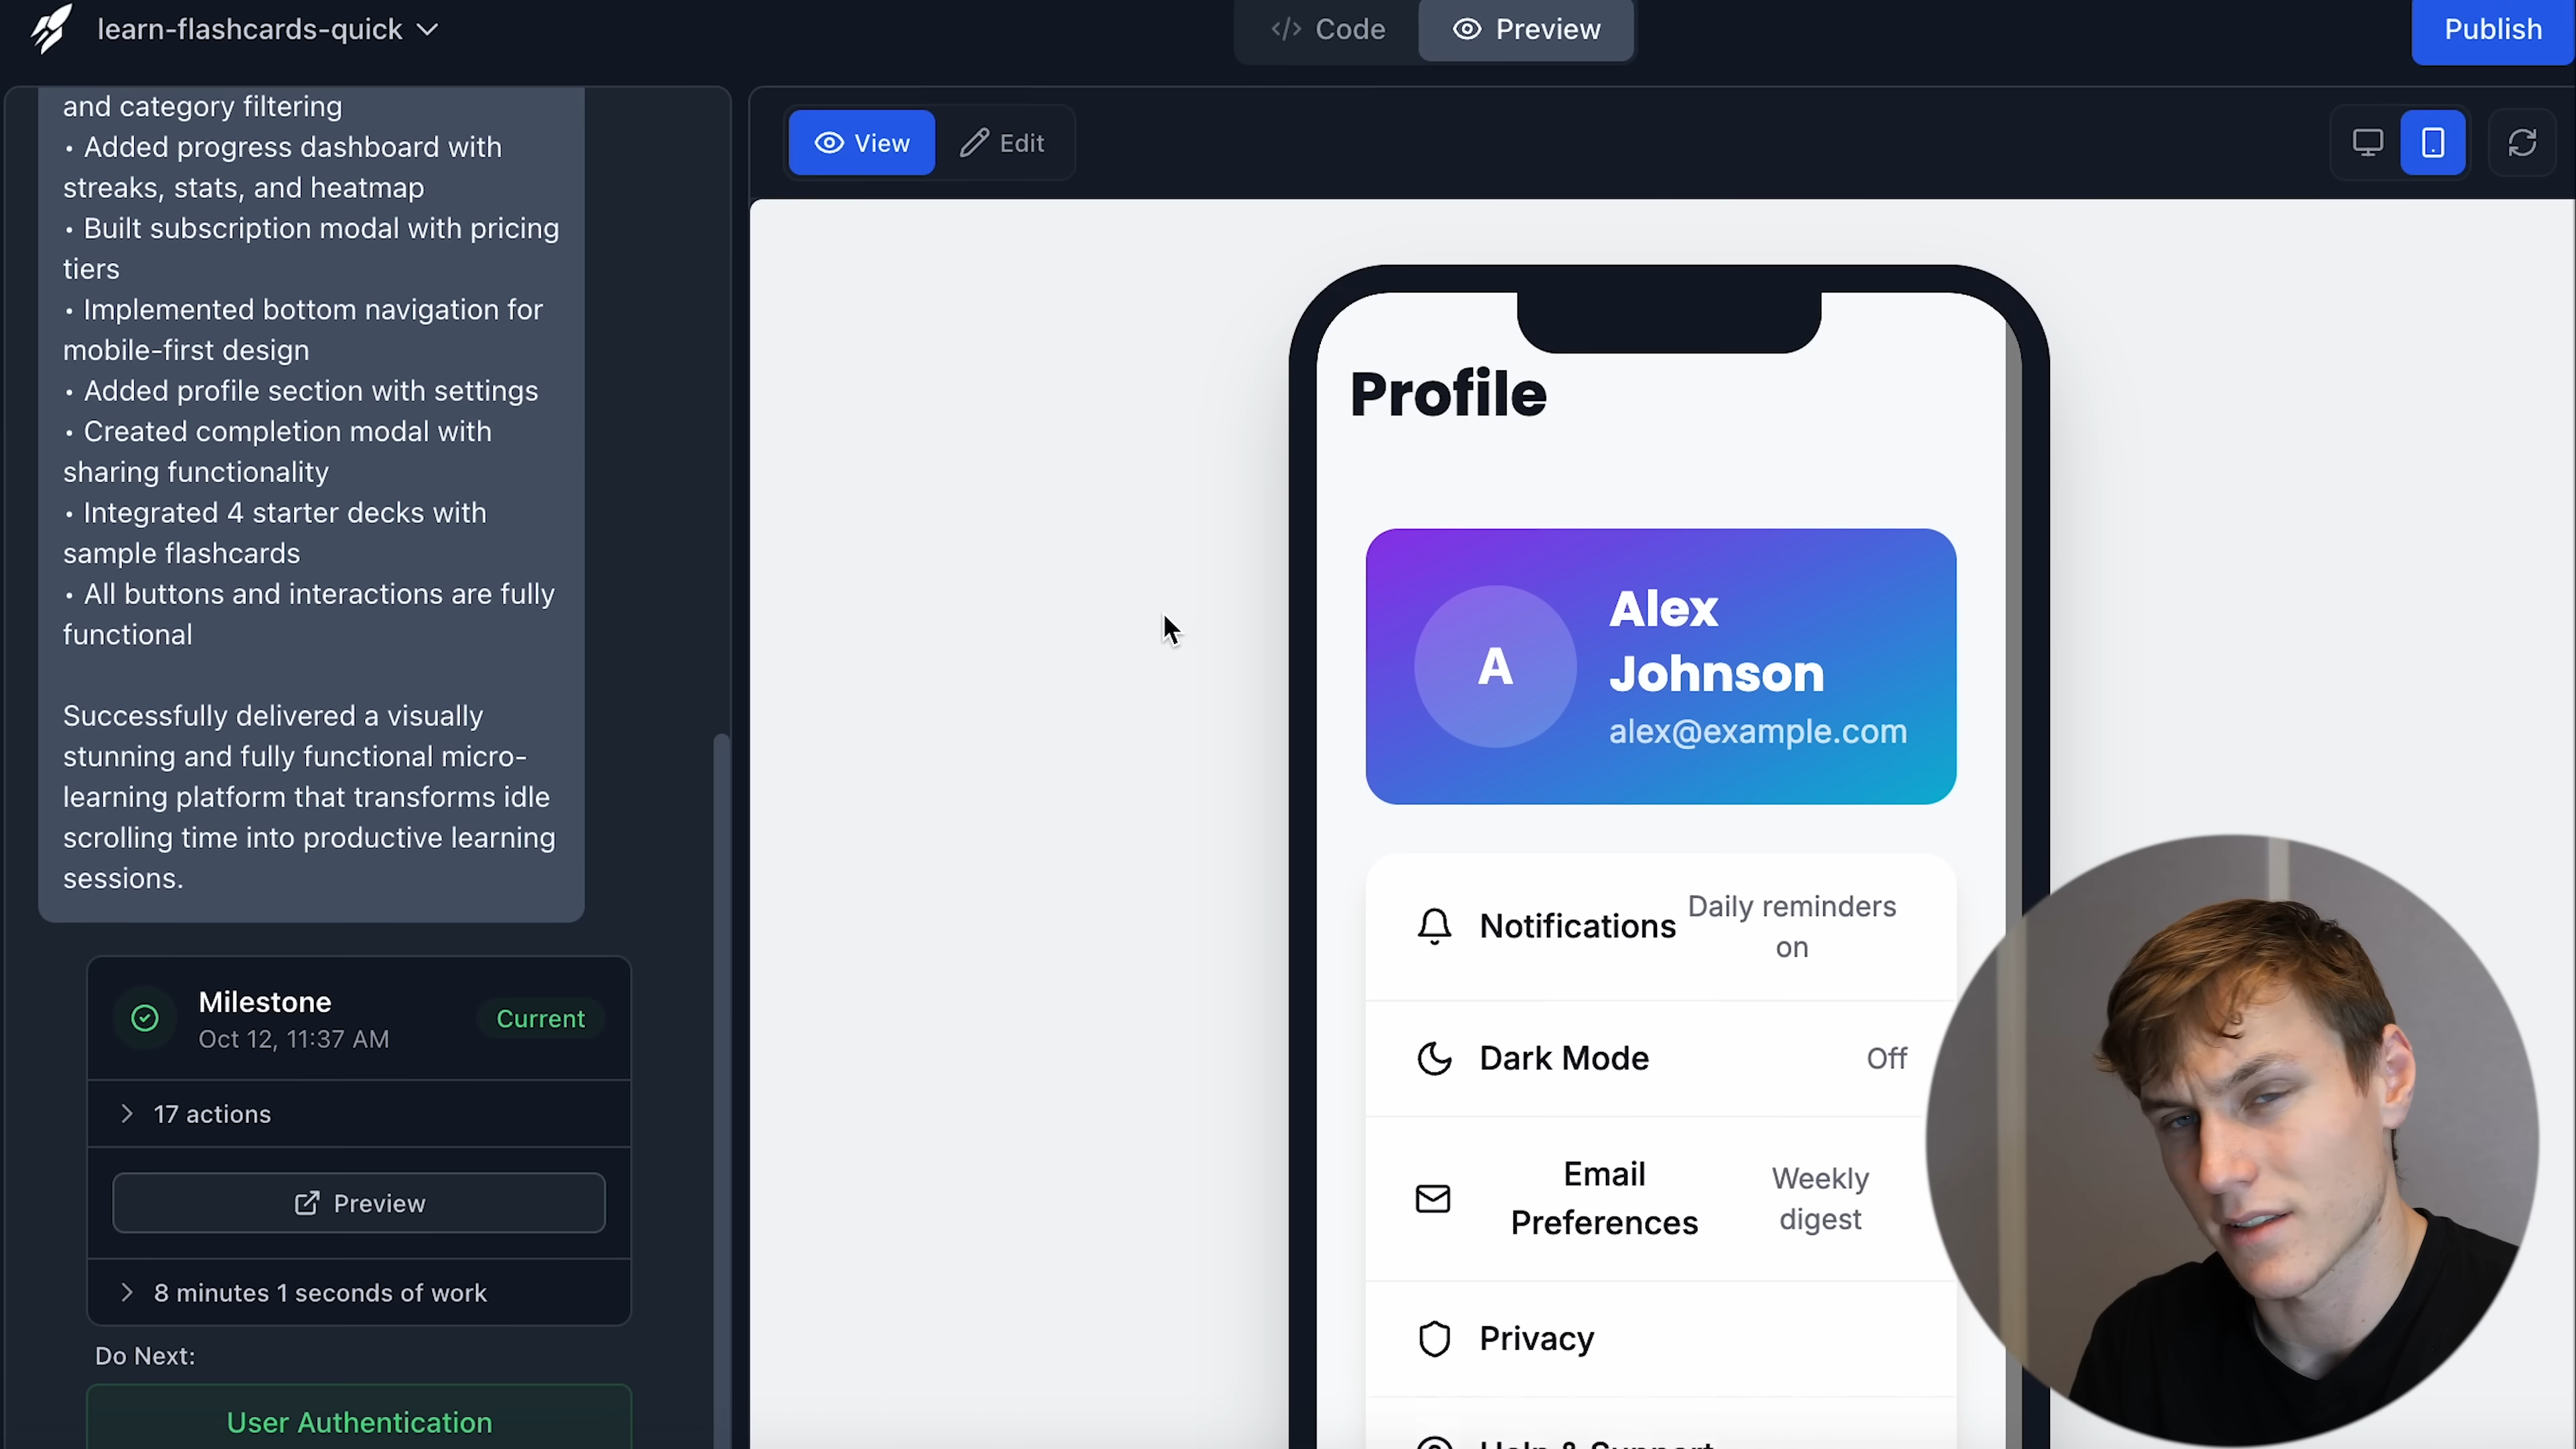 learn-flashcards-quick
Code
Preview
Publish
and category filtering
• Added progress dashboard with
streaks, stats, and heatmap
• Built subscription modal with pricing
tiers
• Implemented bottom navigation for
mobile-first design
• Added profile section with settings
• Created completion modal with
sharing functionality
• Integrated 4 starter decks with
sample flashcards
• All buttons and interactions are fully
functional
Successfully delivered a visually
stunning and fully functional micro-
learning platform that transforms idle
scrolling time into productive learning
sessions.
Milestone
Oct 12, 11:37 AM
Current
17 actions
Preview
8 minutes 1 seconds of work
Do Next:
User Authentication
View
Edit
Profile
A
Alex
Johnson
alex@example.com
Notifications
Daily reminders
on
Dark Mode
Off
Email
Preferences
Weekly
digest
Privacy
Help & Support